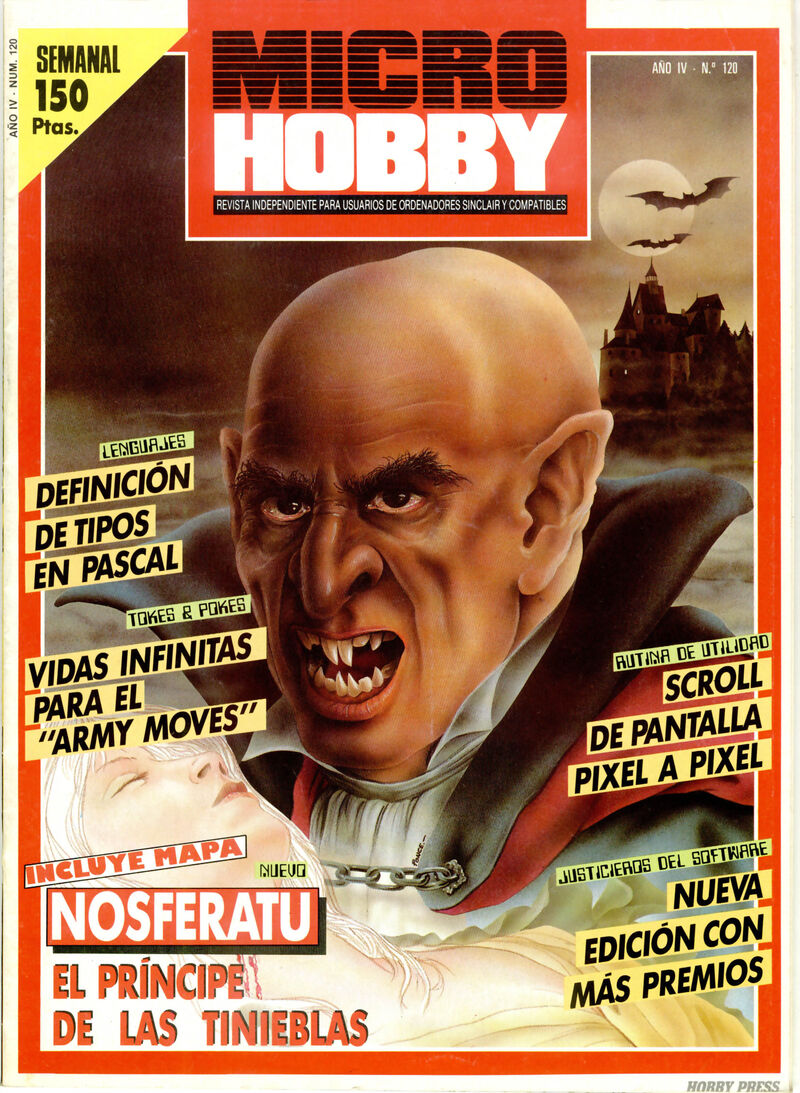 AÑO IV - NUM. 120
SEMANAL
150
Ptas.
MICRO
HOBBY
REVISTA INDEPENDIENTE PARA USUARIOS DE ORDENADORES SINCLAIR Y COMPATIBLES
AÑO IV - N.º 120
LENGUAJES
DEFINICIÓN
DE TIPOS
EN PASCAL
TOKES & POKES
VIDAS INFINITAS
PARA EL
"ARMY MOVES"
RUTINA DE UTILIDAD
SCROLL
DE PANTALLA
PIXEL A PIXEL
INCLUYE MAPA
NUEVO
NOSFERATU
EL PRÍNCIPE
DE LAS TINIEBLAS
PONCE
JUSTICIEROS DEL SOFTWARE
NUEVA
EDICIÓN CON
MÁS PREMIOS
HOBBY PRESS